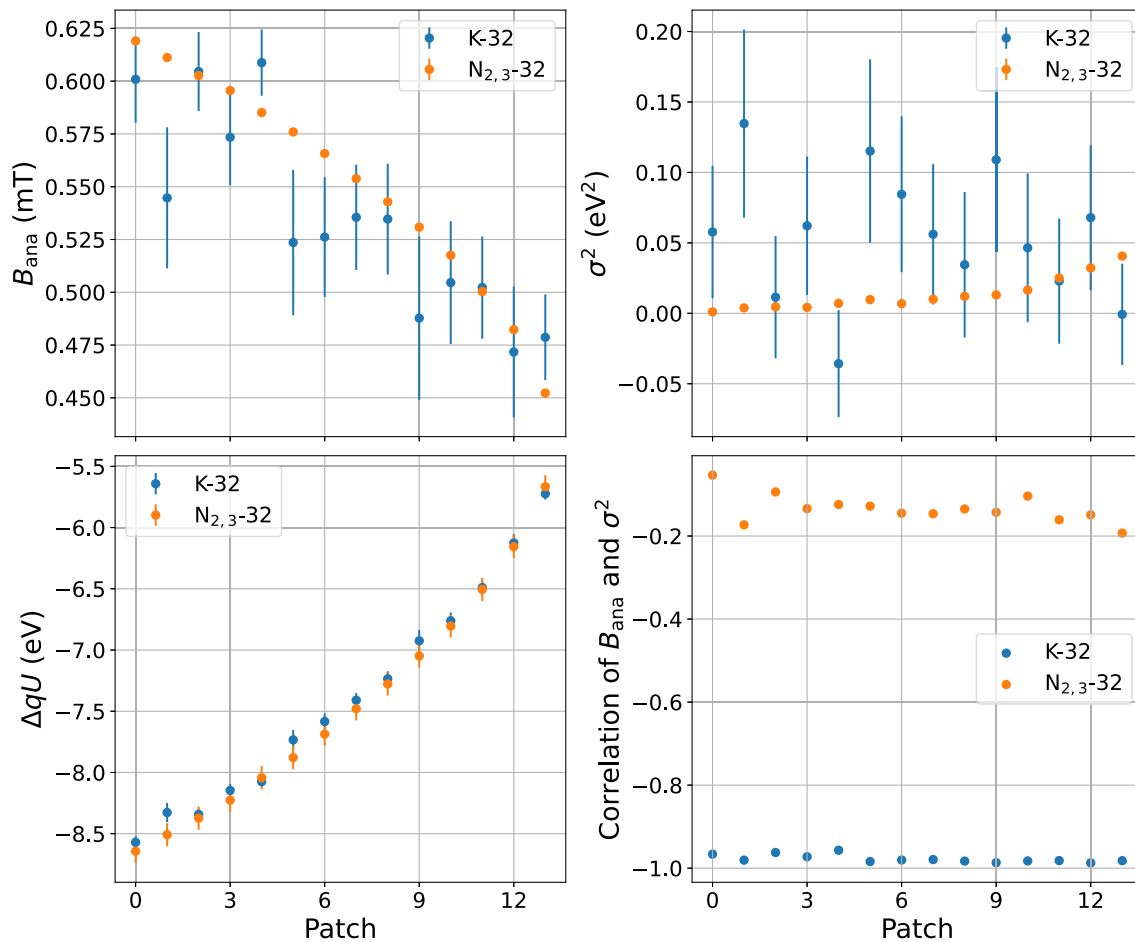 0.625
0.600
0.575
0.550
0.525
0.500
0.475
0.450
B_ana (mT)
K-32
N_2,3-32
0.20
0.15
0.10
0.05
0.00
−0.05
σ² (eV²)
K-32
N_2,3-32
−5.5
−6.0
−6.5
−7.0
−7.5
−8.0
−8.5
ΔqU (eV)
K-32
N_2,3-32
0 3 6 9 12
Patch
−0.2
−0.4
−0.6
−0.8
−1.0
Correlation of B_ana and σ²
K-32
N_2,3-32
0 3 6 9 12
Patch